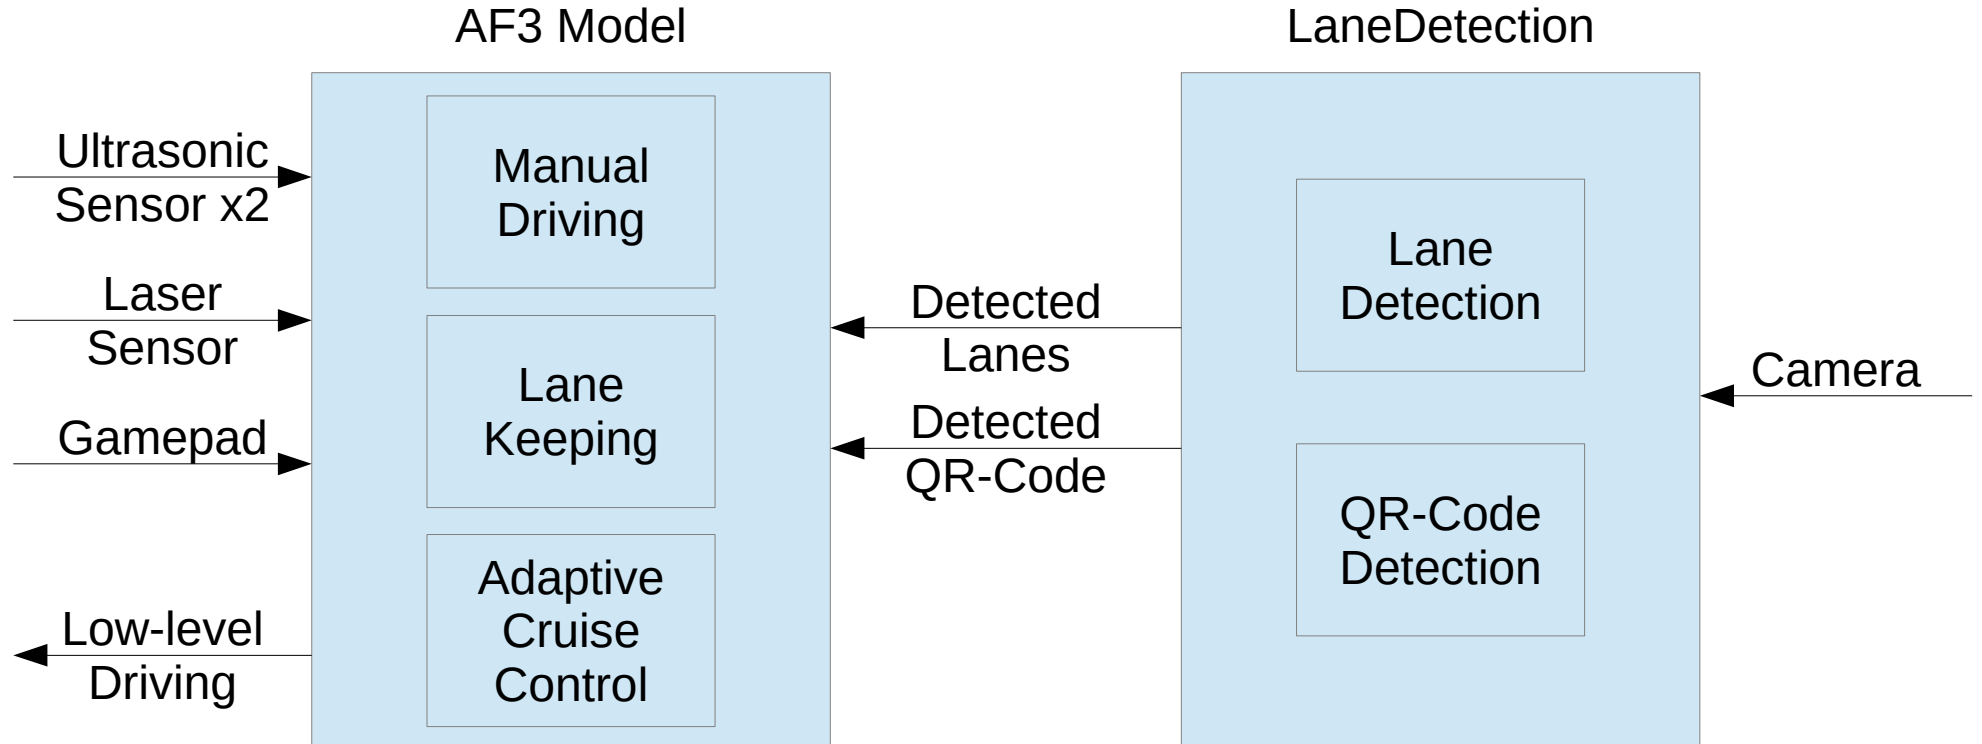 AF3 Model
LaneDetection
Ultrasonic
Sensor x2
Laser
Sensor
Gamepad
Low-level
Driving
Manual
Driving
Lane
Keeping
Adaptive
Cruise
Control
Detected
Lanes
Detected
QR-Code
Lane
Detection
QR-Code
Detection
Camera